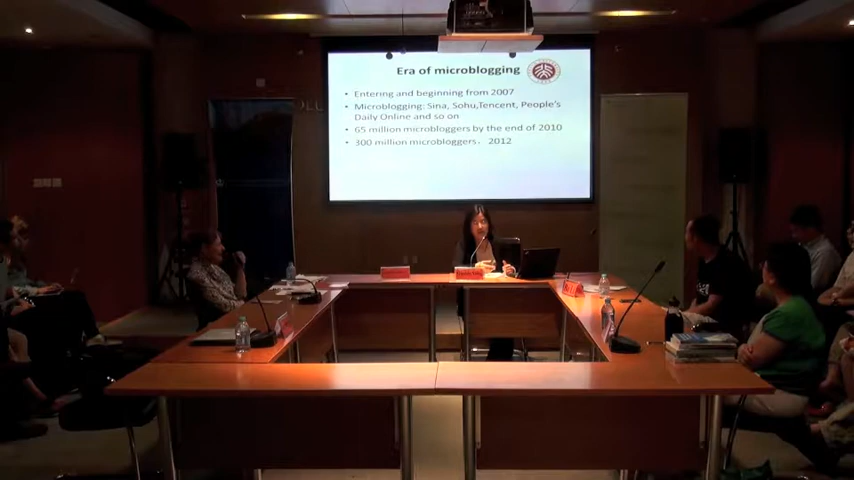 Era of microblogging
• Entering and beginning from 2007
• Microblogging: Sina, Sohu,Tencent, People's
Daily Online and so on
• 65 million microbloggers by the end of 2010
• 300 million microbloggers. 2012